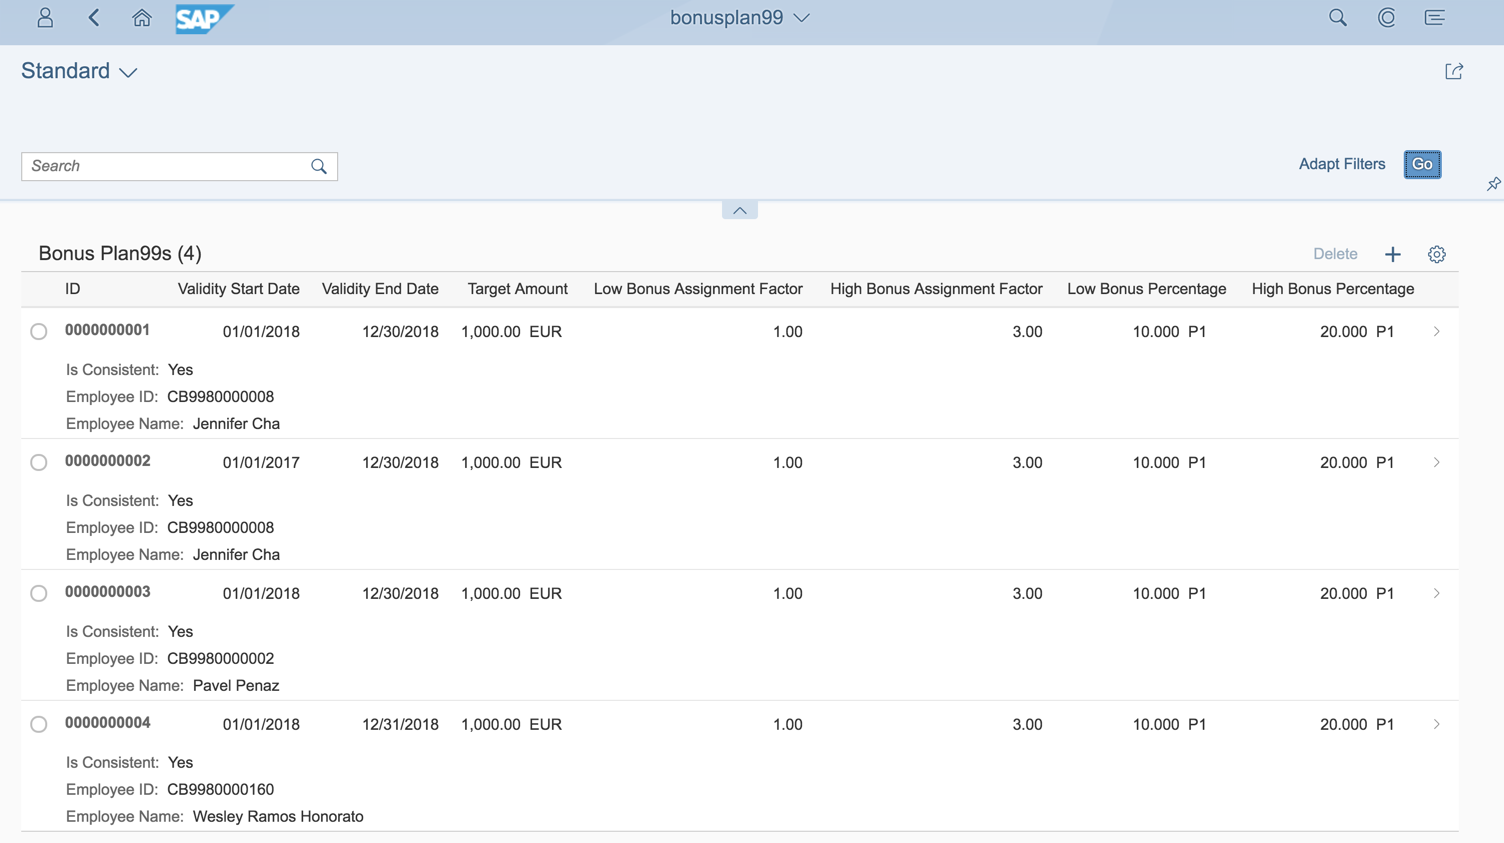 SAP
bonusplan99
Standard
Search
Adapt Filters Go
Bonus Plan99s (4)
Delete
ID Validity Start Date Validity End Date Target Amount Low Bonus Assignment Factor High Bonus Assignment Factor Low Bonus Percentage High Bonus Percentage
0000000001 01/01/2018 12/30/2018 1,000.00 EUR 1.00 3.00 10.000 P1 20.000 P1
Is Consistent: Yes
Employee ID: CB9980000008
Employee Name: Jennifer Cha
0000000002 01/01/2017 12/30/2018 1,000.00 EUR 1.00 3.00 10.000 P1 20.000 P1
Is Consistent: Yes
Employee ID: CB9980000008
Employee Name: Jennifer Cha
0000000003 01/01/2018 12/30/2018 1,000.00 EUR 1.00 3.00 10.000 P1 20.000 P1
Is Consistent: Yes
Employee ID: CB9980000002
Employee Name: Pavel Penaz
0000000004 01/01/2018 12/31/2018 1,000.00 EUR 1.00 3.00 10.000 P1 20.000 P1
Is Consistent: Yes
Employee ID: CB9980000160
Employee Name: Wesley Ramos Honorato